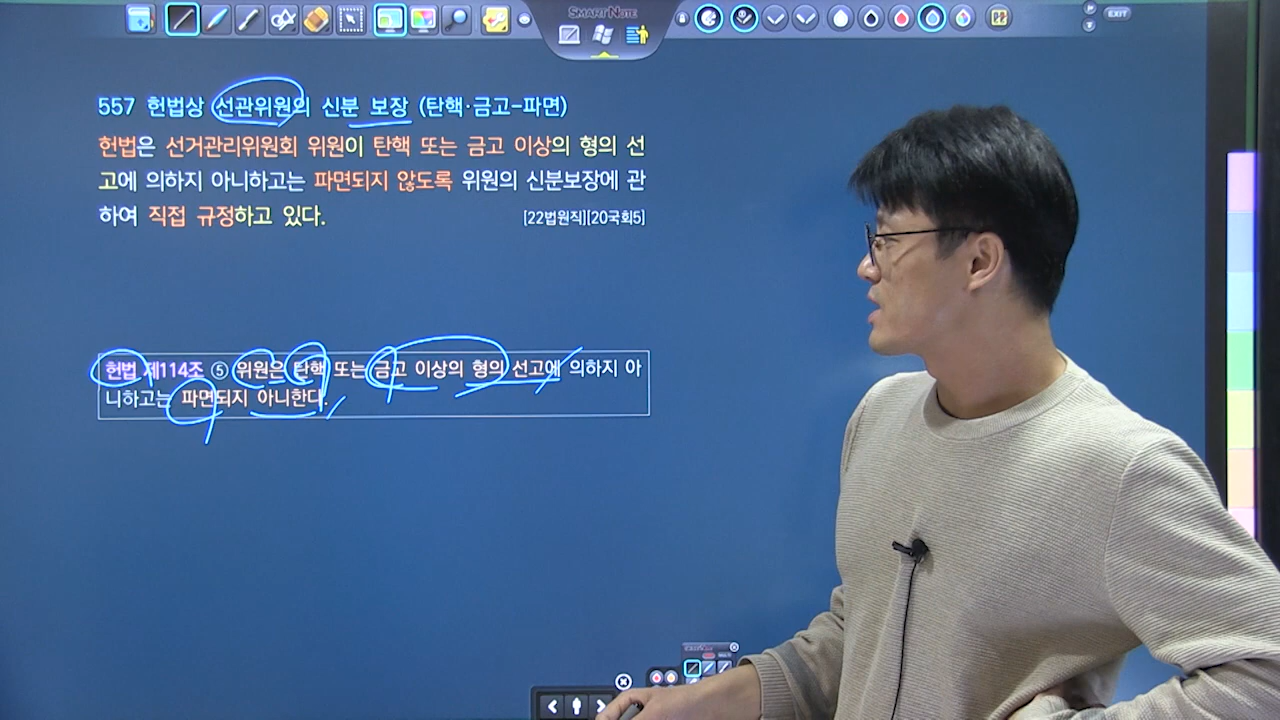 SMART NOTE
EXIT
557 헌법상 선관위원의 신분 보장 (탄핵·금고-파면)
헌법은 선거관리위원회 위원이 탄핵 또는 금고 이상의 형의 선
고에 의하지 아니하고는 파면되지 않도록 위원의 신분보장에 관
하여 직접 규정하고 있다. [22법원직][20국회5]
헌법 제114조 ⑤ 위원은 탄핵 또는 금고 이상의 형의 선고에 의하지 아
니하고는 파면되지 아니한다.